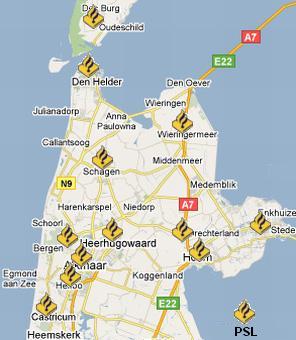 Den Burg
Oudeschild
A7
E22
Den Helder
Den Oever
Julianadorp
Wieringen
Anna
Paulowna
Wieringermeer
Callantsoog
Middenmeer
Schagen
N9
Medemblik
Harenkarspel
Niedorp
A7
Enkhuize
Schoorl
Stede
Drechterland
Bergen
Heerhugowaard
Hoorn
Egmond
aan Zee
Alkmaar
Koggenland
Heiloo
E22
Castricum
PSL
Heemskerk